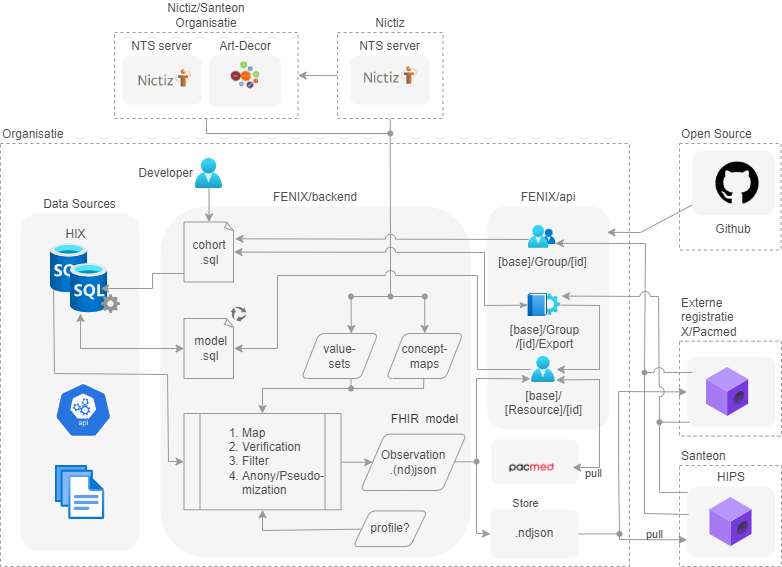 Nictiz/Santeon
Organisatie
Nictiz
NTS server
Art-Decor
NTS server
Nictiz
Nictiz
Organisatie
Open Source
Developer
FENIX/backend
FENIX/api
Data Sources
HIX
cohort
.sql
[base]/Group/[id]
Github
SQL
SQL
model
.sql
[base]/Group
/[id]/Export
Externe
registratie
X/Pacmed
value-
sets
concept-
maps
[base]/
[Resource]/[id]
api
1. Map
2. Verification
3. Filter
4. Anony/Pseudo-
mization
FHIR model
Observation
.(nd)json
pacmed
pull
Santeon
HIPS
Store
.ndjson
profile?
pull